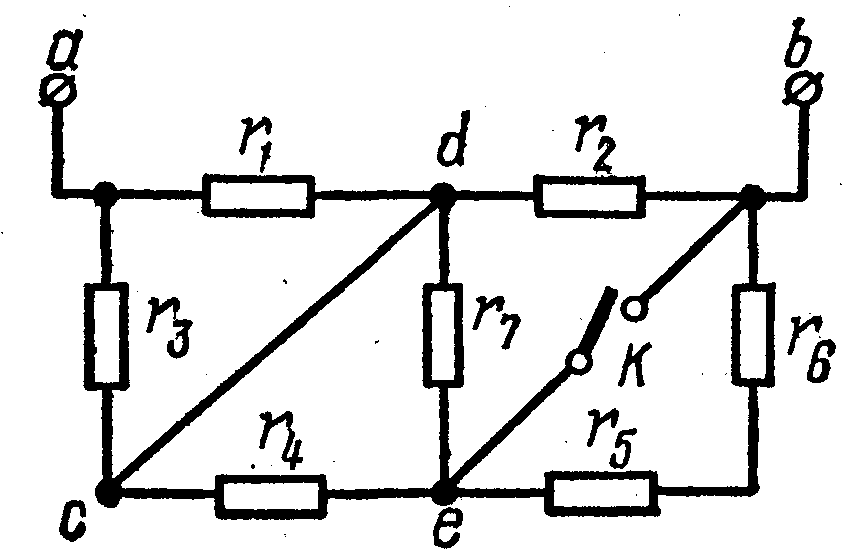 a b
r₁ d r₂
r₃ r₇ K r₆
r₄ r₅
c e